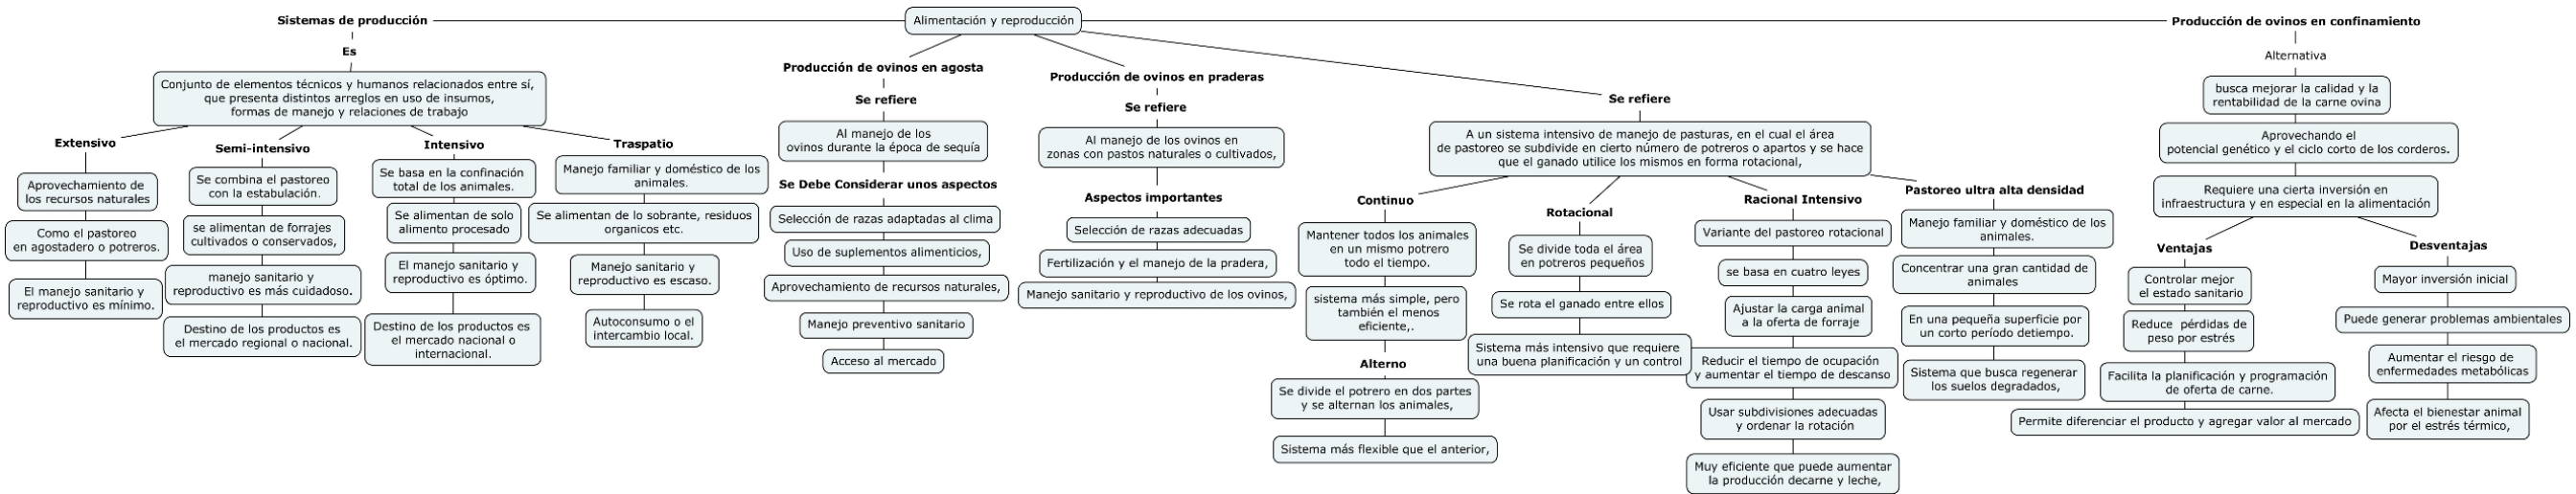 Alimentación y reproducción
Sistemas de producción
Es
Conjunto de elementos técnicos y humanos relacionados entre sí,
que presenta distintos arreglos en uso de insumos,
formas de manejo y relaciones de trabajo
Extensivo
Aprovechamiento de
los recursos naturales
Como el pastoreo
en agostadero o potreros.
El manejo sanitario y
reproductivo es mínimo.
Semi-intensivo
Se combina el pastoreo
con la estabulación.
se alimentan de forrajes
cultivados o conservados,
manejo sanitario y
reproductivo es más cuidadoso.
Destino de los productos es
el mercado regional o nacional.
Intensivo
Se basa en la confinación
total de los animales.
Se alimentan de solo
alimento procesado
El manejo sanitario y
reproductivo es óptimo.
Destino de los productos es
el mercado nacional o
internacional.
Traspatio
Manejo familiar y doméstico de los
animales.
Se alimentan de lo sobrante, residuos
organicos etc.
Manejo sanitario y
reproductivo es escaso.
Autoconsumo o el
intercambio local.
Producción de ovinos en agosta
Se refiere
Al manejo de los
ovinos durante la época de sequía
Se Debe Considerar unos aspectos
Selección de razas adaptadas al clima
Uso de suplementos alimenticios,
Aprovechamiento de recursos naturales,
Manejo preventivo sanitario
Acceso al mercado
Producción de ovinos en praderas
Se refiere
Al manejo de los ovinos en
zonas con pastos naturales o cultivados,
Aspectos importantes
Selección de razas adecuadas
Fertilización y el manejo de la pradera,
Manejo sanitario y reproductivo de los ovinos,
Se refiere
A un sistema intensivo de manejo de pasturas, en el cual el área
de pastoreo se subdivide en cierto número de potreros o apartos y se hace
que el ganado utilice los mismos en forma rotacional,
Continuo
Mantener todos los animales
en un mismo potrero
todo el tiempo.
sistema más simple, pero
también el menos
eficiente,.
Alterno
Se divide el potrero en dos partes
y se alternan los animales,
Sistema más flexible que el anterior,
Rotacional
Se divide toda el área
en potreros pequeños
Se rota el ganado entre ellos
Sistema más intensivo que requiere
una buena planificación y un control
Racional Intensivo
Variante del pastoreo rotacional
se basa en cuatro leyes
Ajustar la carga animal
a la oferta de forraje
Reducir el tiempo de ocupación
y aumentar el tiempo de descanso
Usar subdivisiones adecuadas
y ordenar la rotación
Muy eficiente que puede aumentar
la producción decarne y leche,
Pastoreo ultra alta densidad
Manejo familiar y doméstico de los
animales.
Concentrar una gran cantidad de
animales
En una pequeña superficie por
un corto período detiempo.
Sistema que busca regenerar
los suelos degradados,
Producción de ovinos en confinamiento
Alternativa
busca mejorar la calidad y la
rentabilidad de la carne ovina
Aprovechando el
potencial genético y el ciclo corto de los corderos.
Requiere una cierta inversión en
infraestructura y en especial en la alimentación
Ventajas
Controlar mejor
el estado sanitario
Reduce pérdidas de
peso por estrés
Facilita la planificación y programación
de oferta de carne.
Permite diferenciar el producto y agregar valor al mercado
Desventajas
Mayor inversión inicial
Puede generar problemas ambientales
Aumentar el riesgo de
enfermedades metabólicas
Afecta el bienestar animal
por el estrés térmico,